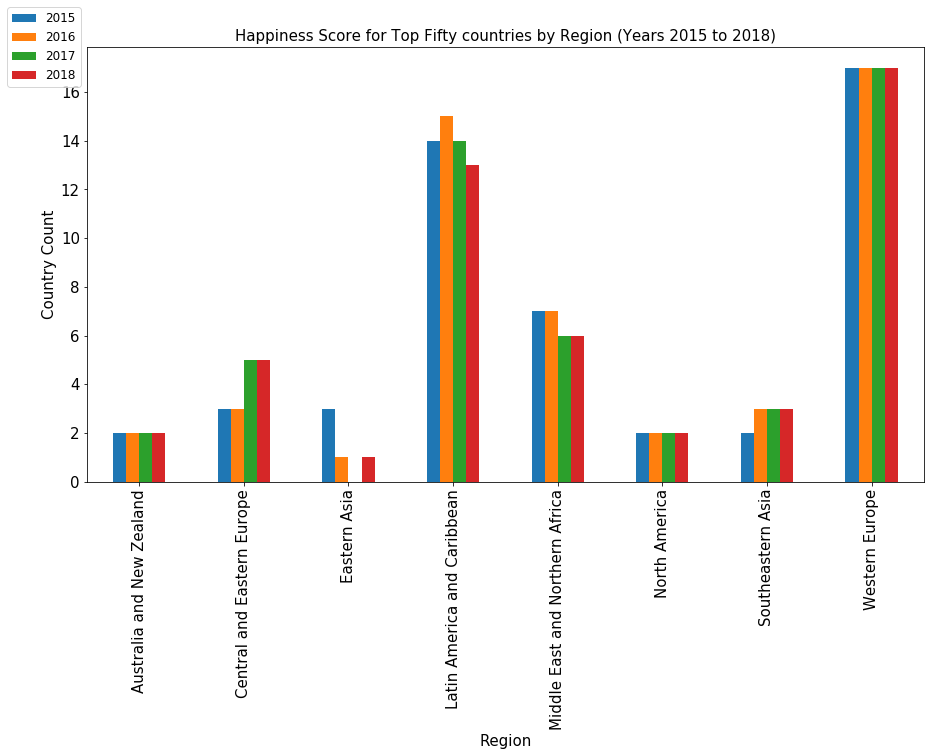 2015
2016
2017
2018
Happiness Score for Top Fifty countries by Region (Years 2015 to 2018)
Country Count
16
14
12
10
8
6
4
2
0
Australia and New Zealand
Central and Eastern Europe
Eastern Asia
Latin America and Caribbean
Middle East and Northern Africa
North America
Southeastern Asia
Western Europe
Region